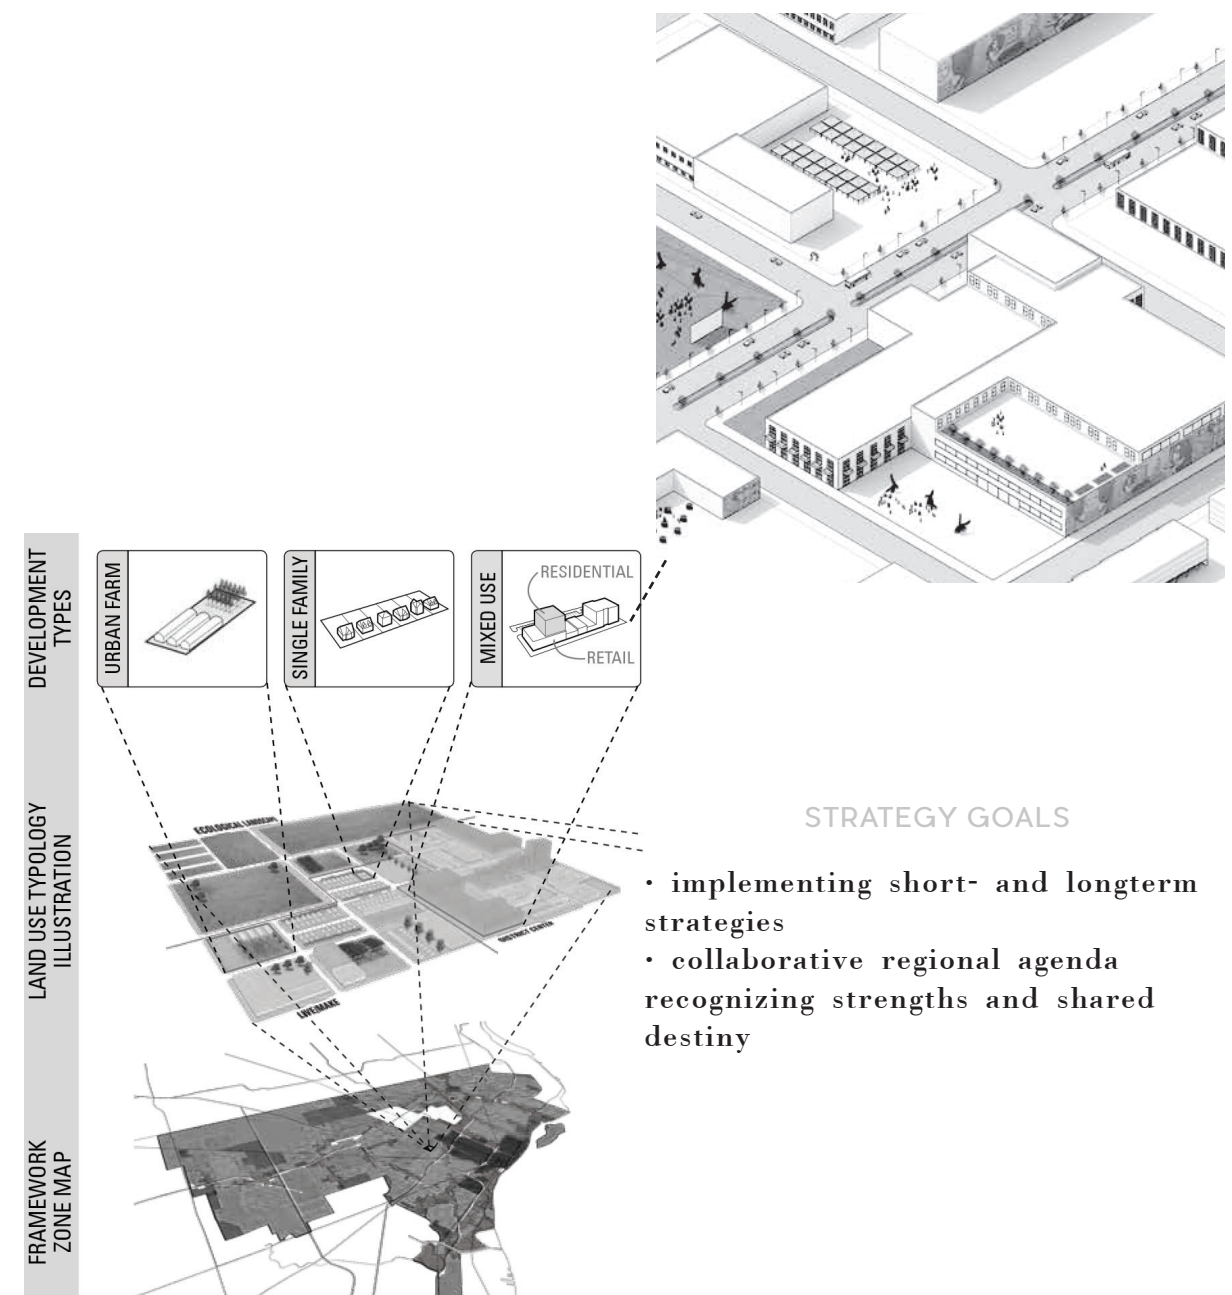 DEVELOPMENT
TYPES
URBAN FARM
SINGLE FAMILY
MIXED USE
RESIDENTIAL
RETAIL
LAND USE TYPOLOGY
ILLUSTRATION
ECOLOGICAL LANDSCAPE
DISTRICT CENTER
LIVE/MAKE
STRATEGY GOALS
· implementing short- and longterm
strategies
· collaborative regional agenda
recognizing strengths and shared
destiny
FRAMEWORK
ZONE MAP